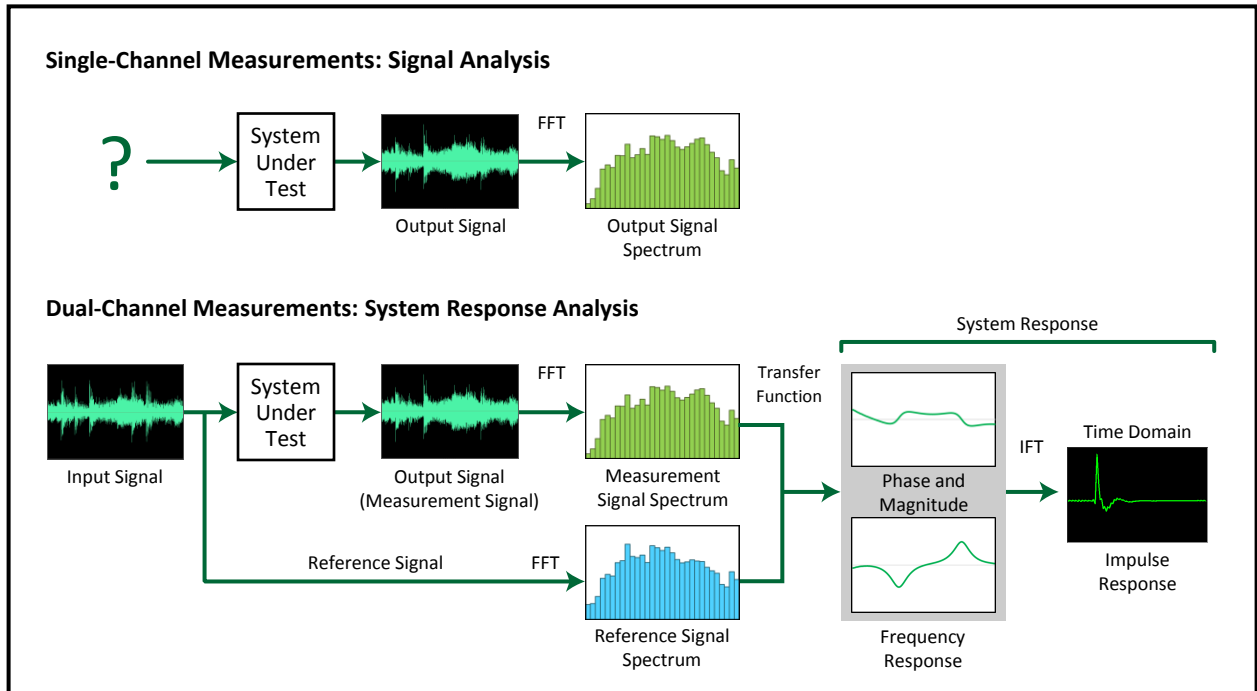 Single-Channel Measurements: Signal Analysis
?
System
Under
Test
Output Signal
FFT
Output Signal
Spectrum
Dual-Channel Measurements: System Response Analysis
Input Signal
System
Under
Test
Output Signal
(Measurement Signal)
FFT
Measurement
Signal Spectrum
Reference Signal
FFT
Reference Signal
Spectrum
Transfer
Function
System Response
Phase and
Magnitude
Frequency
Response
IFT
Time Domain
Impulse
Response